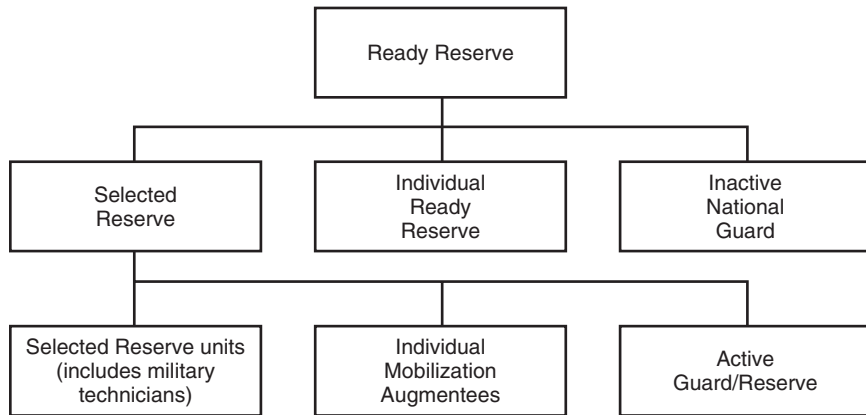 Ready Reserve
Selected
Reserve
Individual
Ready
Reserve
Inactive
National
Guard
Selected Reserve units
(includes military
technicians)
Individual
Mobilization
Augmentees
Active
Guard/Reserve